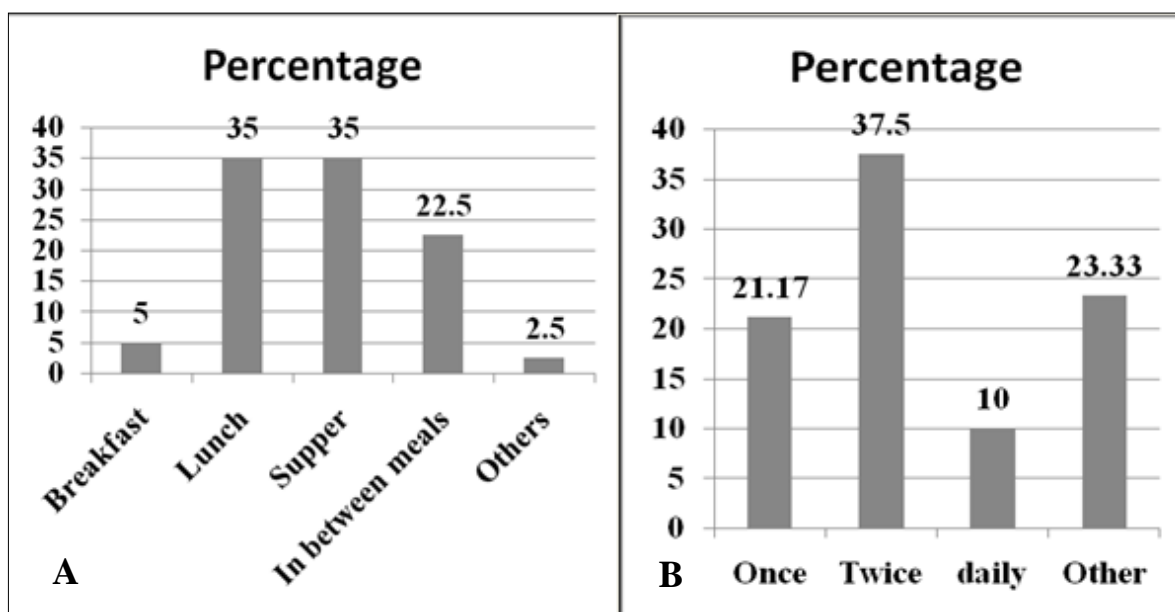 Percentage
40
35
30
25
20
15
10
5
0
5
35
35
22.5
2.5
Breakfast
Lunch
Supper
In between meals
Others
A
Percentage
40
35
30
25
20
15
10
5
0
21.17
37.5
10
23.33
Once Twice daily Other
B